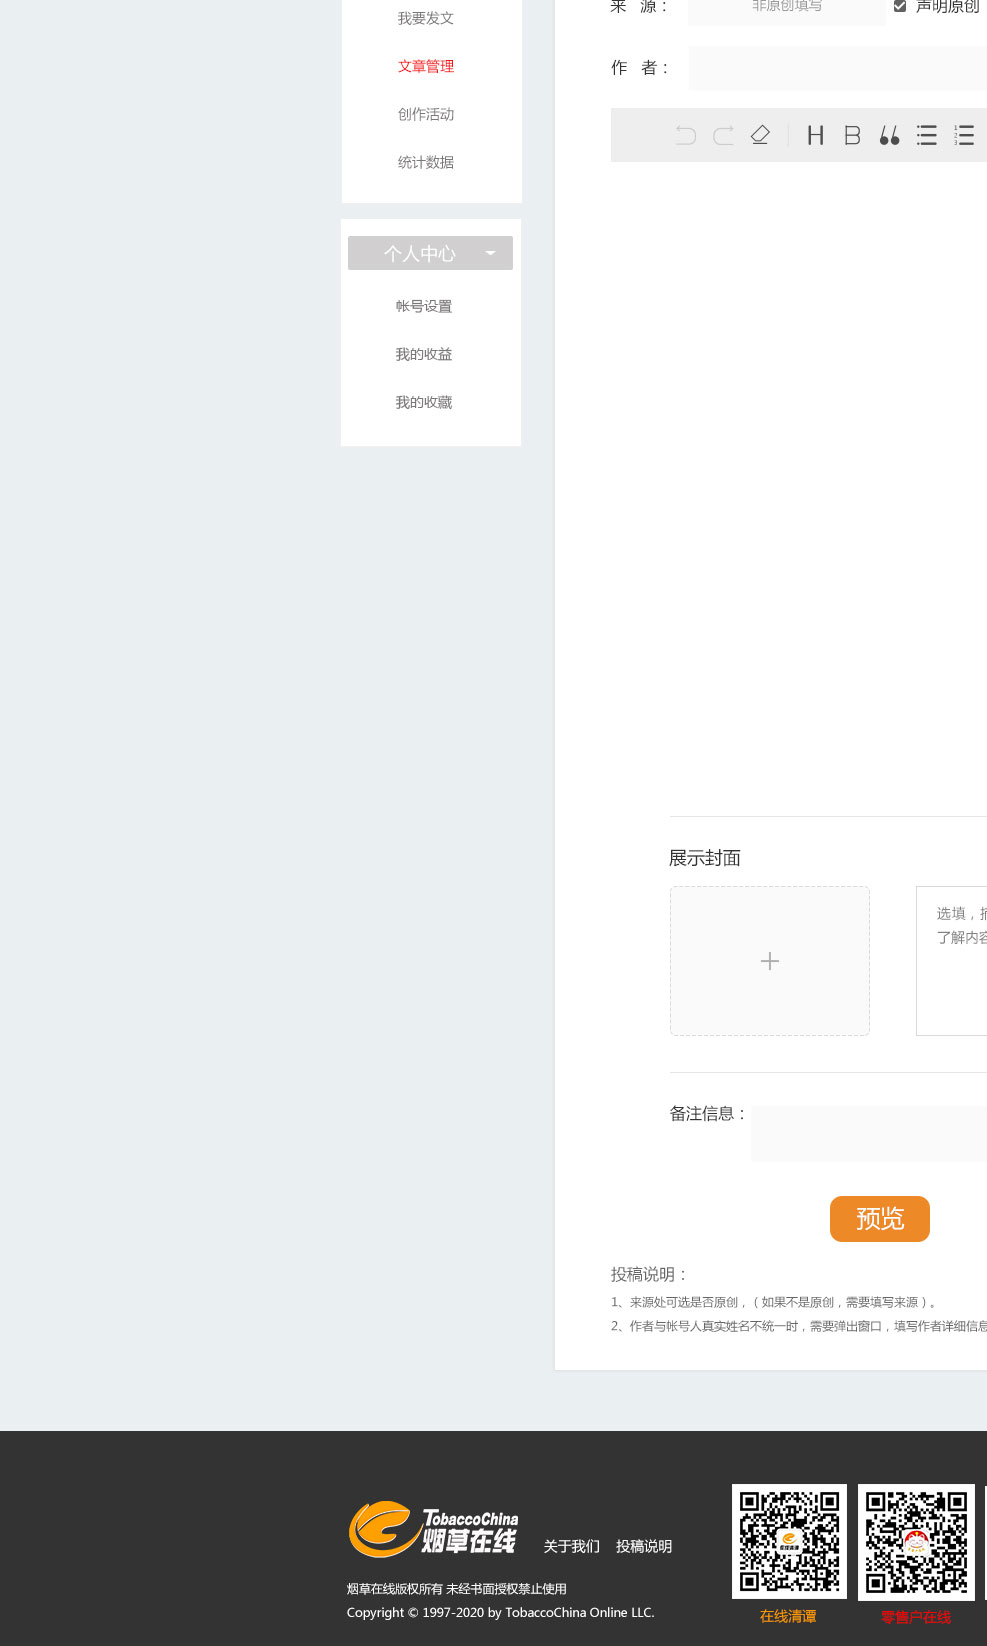 我要发文
文章管理
创作活动
统计数据
个人中心
帐号设置
我的收益
我的收藏
来 源： 非原创填写 声明原创
作 者：
H B
展示封面
选填，摘
了解内容
备注信息：
预览
投稿说明：
1、来源处可选是否原创，（如果不是原创，需要填写来源）。
2、作者与帐号人真实姓名不统一时，需要弹出窗口，填写作者详细信息
TobaccoChina
烟草在线
关于我们 投稿说明
烟草在线版权所有 未经书面授权禁止使用
Copyright © 1997-2020 by TobaccoChina Online LLC.
在线清谭
零售户在线